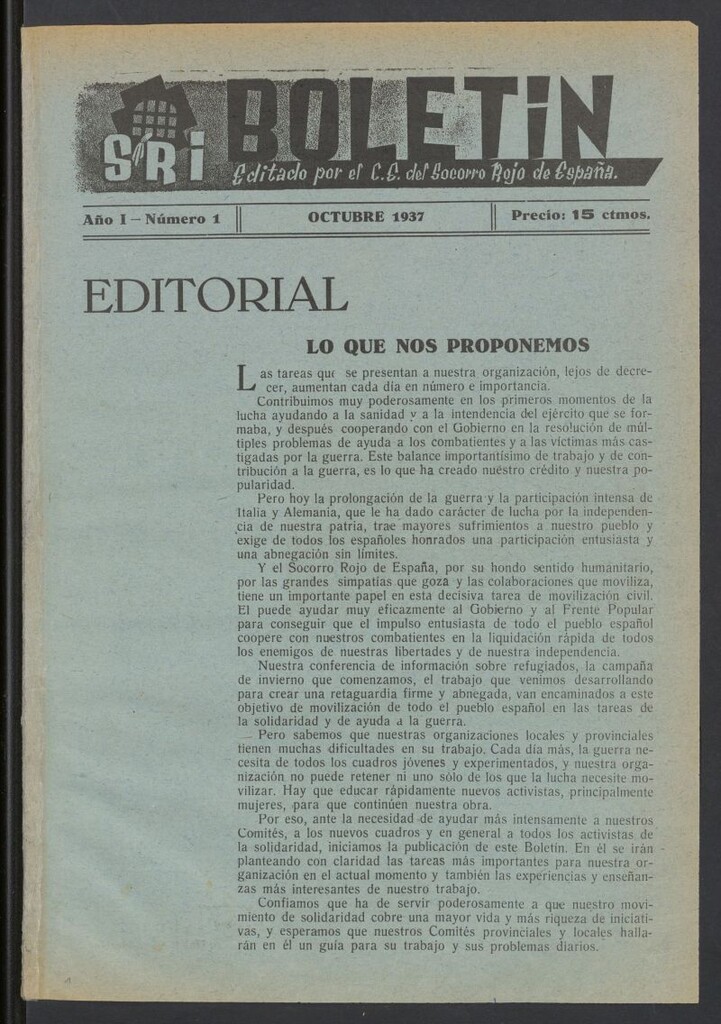 SRI BOLETIN
Editado por el C.E. del Socorro Rojo de España.
Año I - Número 1
OCTUBRE 1937
Precio: 15 ctmos.
EDITORIAL
LO QUE NOS PROPONEMOS
Las tareas que se presentan a nuestra organización, lejos de decre-
cer, aumentan cada día en número e importancia.
Contribuimos muy poderosamente en los primeros momentos de la
lucha ayudando a la sanidad y a la intendencia del ejército que se for-
maba, y después cooperando con el Gobierno en la resolución de múl-
tiples problemas de ayuda a los combatientes y a las víctimas más cas-
tigadas por la guerra. Este balance importantísimo de trabajo y de con-
tribución a la guerra, es lo que ha creado nuestro crédito y nuestra po-
pularidad.
Pero hoy la prolongación de la guerra y la participación intensa de
Italia y Alemania, que le ha dado carácter de lucha por la independen-
cia de nuestra patria, trae mayores sufrimientos a nuestro pueblo y
exige de todos los españoles honrados una participación entusiasta y
una abnegación sin límites.
Y el Socorro Rojo de España, por su hondo sentido humanitario,
por las grandes simpatías que goza y las colaboraciones que moviliza,
tiene un importante papel en esta decisiva tarea de movilización civil.
El puede ayudar muy eficazmente al Gobierno y al Frente Popular
para conseguir que el impulso entusiasta de todo el pueblo español
coopere con nuestros combatientes en la liquidación rápida de todos
los enemigos de nuestras libertades y de nuestra independencia.
Nuestra conferencia de información sobre refugiados, la campaña
de invierno que comenzamos, el trabajo que venimos desarrollando
para crear una retaguardia firme y abnegada, van encaminados a este
objetivo de movilización de todo el pueblo español en las tareas de
la solidaridad y de ayuda a la guerra.
Pero sabemos que nuestras organizaciones locales y provinciales
tienen muchas dificultades en su trabajo. Cada día más, la guerra ne-
cesita de todos los cuadros jóvenes y experimentados, y nuestra orga-
nización no puede retener ni uno sólo de los que la lucha necesite mo-
vilizar. Hay que educar rápidamente nuevos activistas, principalmente
mujeres, para que continúen nuestra obra.
Por eso, ante la necesidad de ayudar más intensamente a nuestros
Comités, a los nuevos cuadros y en general a todos los activistas de
la solidaridad, iniciamos la publicación de este Boletín. En él se irán
planteando con claridad las tareas más importantes para nuestra or-
ganización en el actual momento y también las experiencias y enseñan-
zas más interesantes de nuestro trabajo.
Confiamos que ha de servir poderosamente a que nuestro movi-
miento de solidaridad cobre una mayor vida y más riqueza de iniciati-
vas, y esperamos que nuestros Comités provinciales y locales halla-
rán en él un guía para su trabajo y sus problemas diarios.